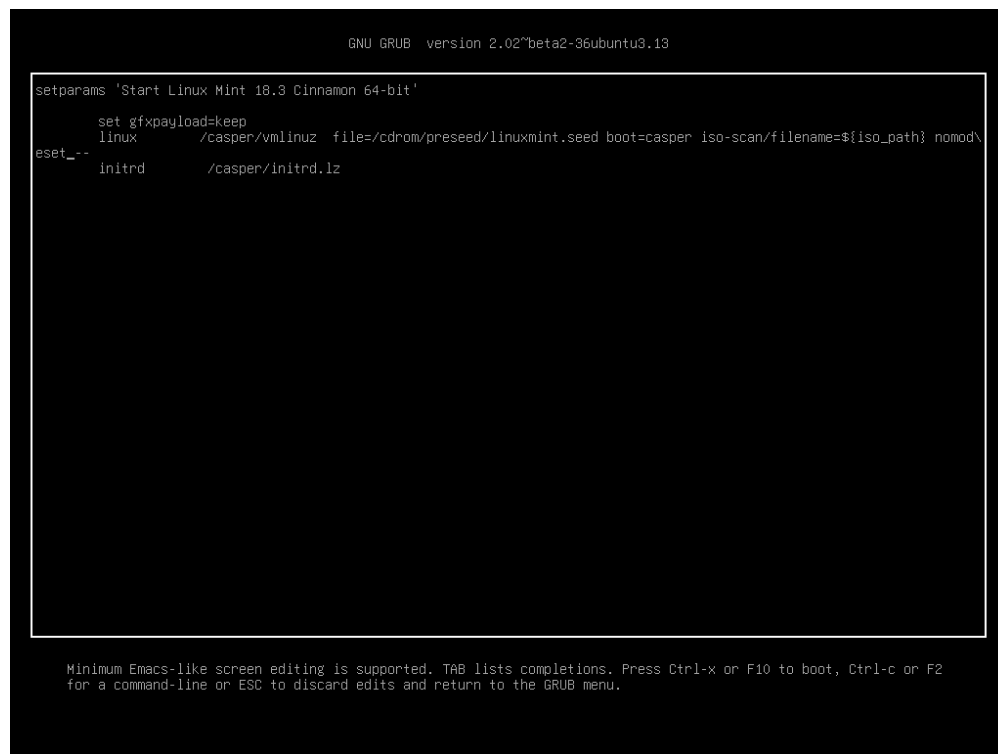 GNU GRUB  version 2.02~beta2-36ubuntu3.13
setparams 'Start Linux Mint 18.3 Cinnamon 64-bit'
set gfxpayload=keep
linux        /casper/vmlinuz  file=/cdrom/preseed/linuxmint.seed boot=casper iso-scan/filename=${iso_path} nomod\
eset_--
initrd        /casper/initrd.lz
Minimum Emacs-like screen editing is supported. TAB lists completions. Press Ctrl-x or F10 to boot, Ctrl-c or F2
for a command-line or ESC to discard edits and return to the GRUB menu.